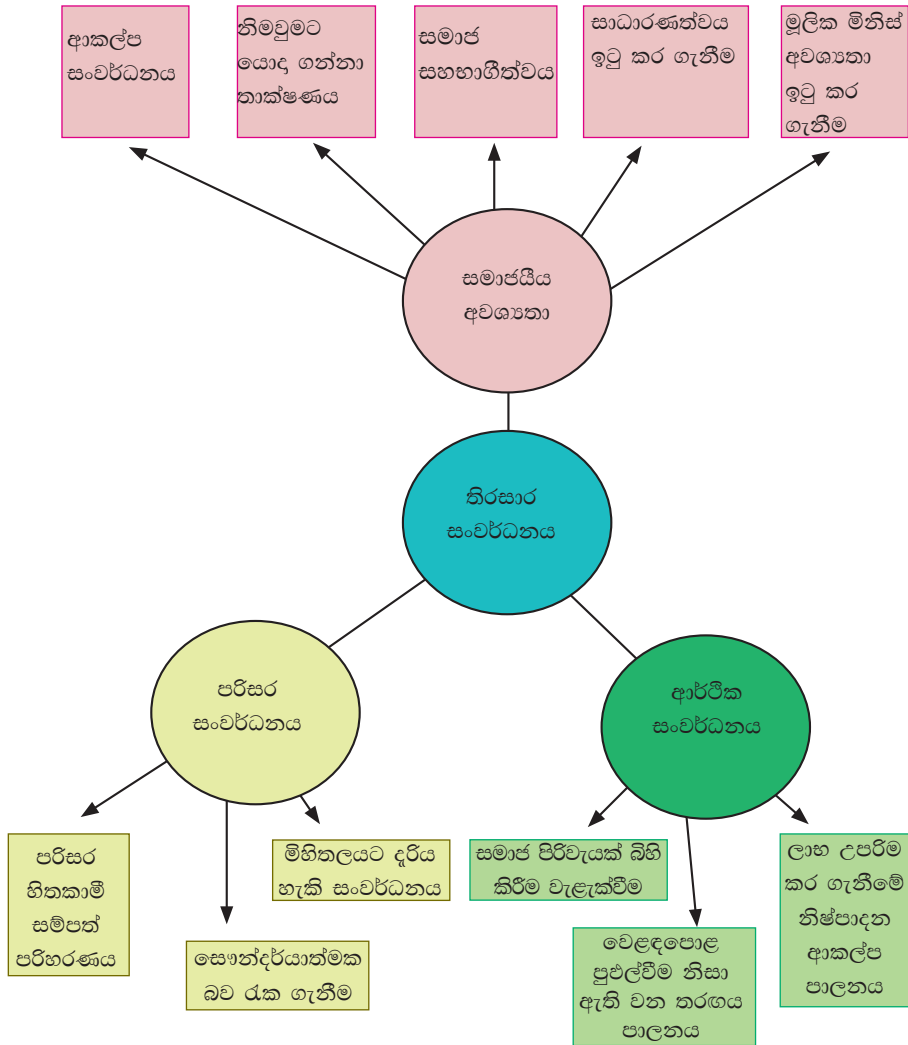 ආකල්ප
සංවර්ධනය
නිමවුමට
යොදා ගන්නා
තාක්ෂණය
සමාජ
සහභාගීත්වය
සාධාරණත්වය
ඉටු කර ගැනීම
මූලික මිනිස්
අවශ්‍යතා
ඉටු කර
ගැනීම
සමාජයීය
අවශ්‍යතා
තිරසාර
සංවර්ධනය
පරිසර
සංවර්ධනය
ආර්ථික
සංවර්ධනය
පරිසර
හිතකාමී
සම්පත්
පරිහරණය
සෞන්දර්යාත්මක
බව රැක ගැනීම
මිහිතලයට දැරිය
හැකි සංවර්ධනය
සමාජ පිරිවැයක් බිහි
කිරීම වැළැක්වීම
වෙළඳපොළ
පුළුල්වීම නිසා
ඇති වන තරඟය
පාලනය
ලාභ උපරිම
කර ගැනීමේ
නිෂ්පාදන
ආකල්ප
පාලනය